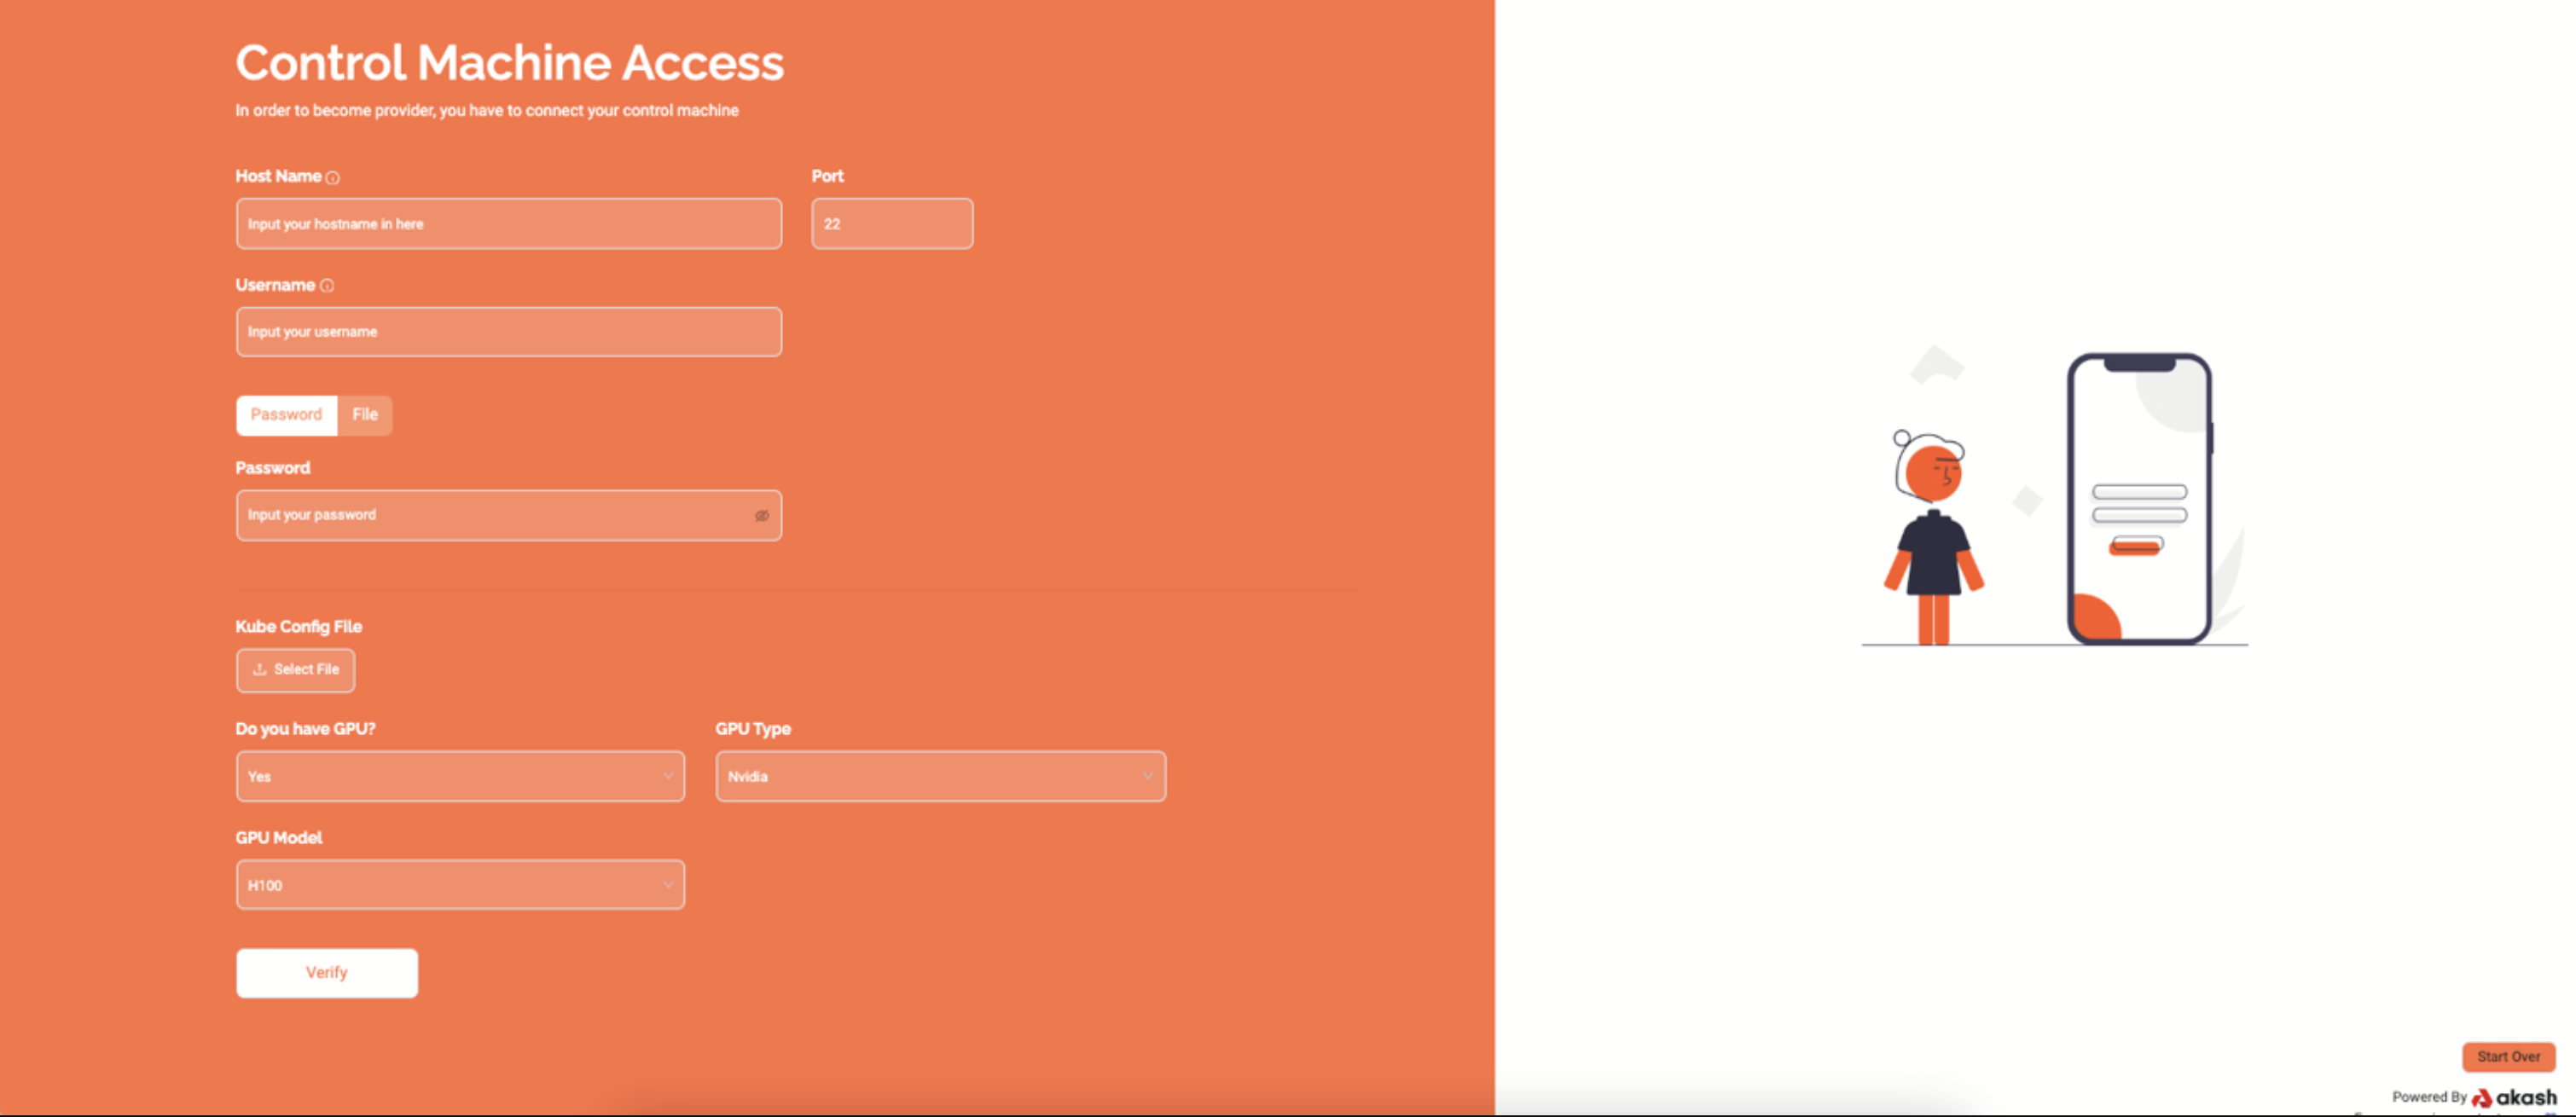 Control Machine Access
In order to become provider, you have to connect your control machine
Host Name
Port
Input your hostname in here
22
Username
Input your username
Password
File
Password
Input your password
Kube Config File
Select File
Do you have GPU?
GPU Type
Yes
Nvidia
GPU Model
H100
Verify
Start Over
Powered By akash